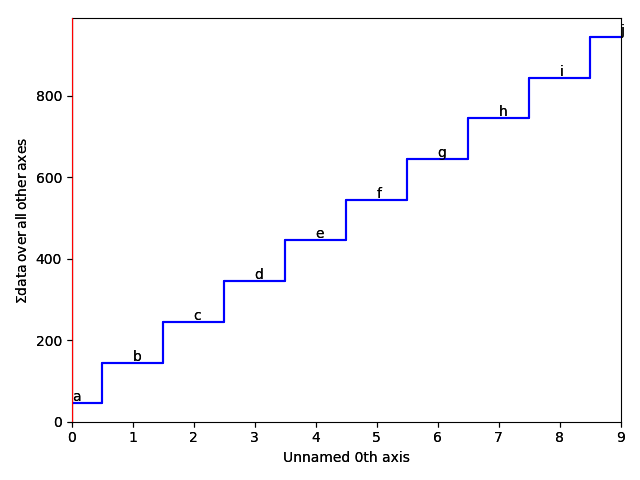 j
i
800
h
g
600
f
e
400
d
c
200
b
a
0
0 1 2 3 4 5 6 7 8 9
Unnamed 0th axis
Σdata over all other axes